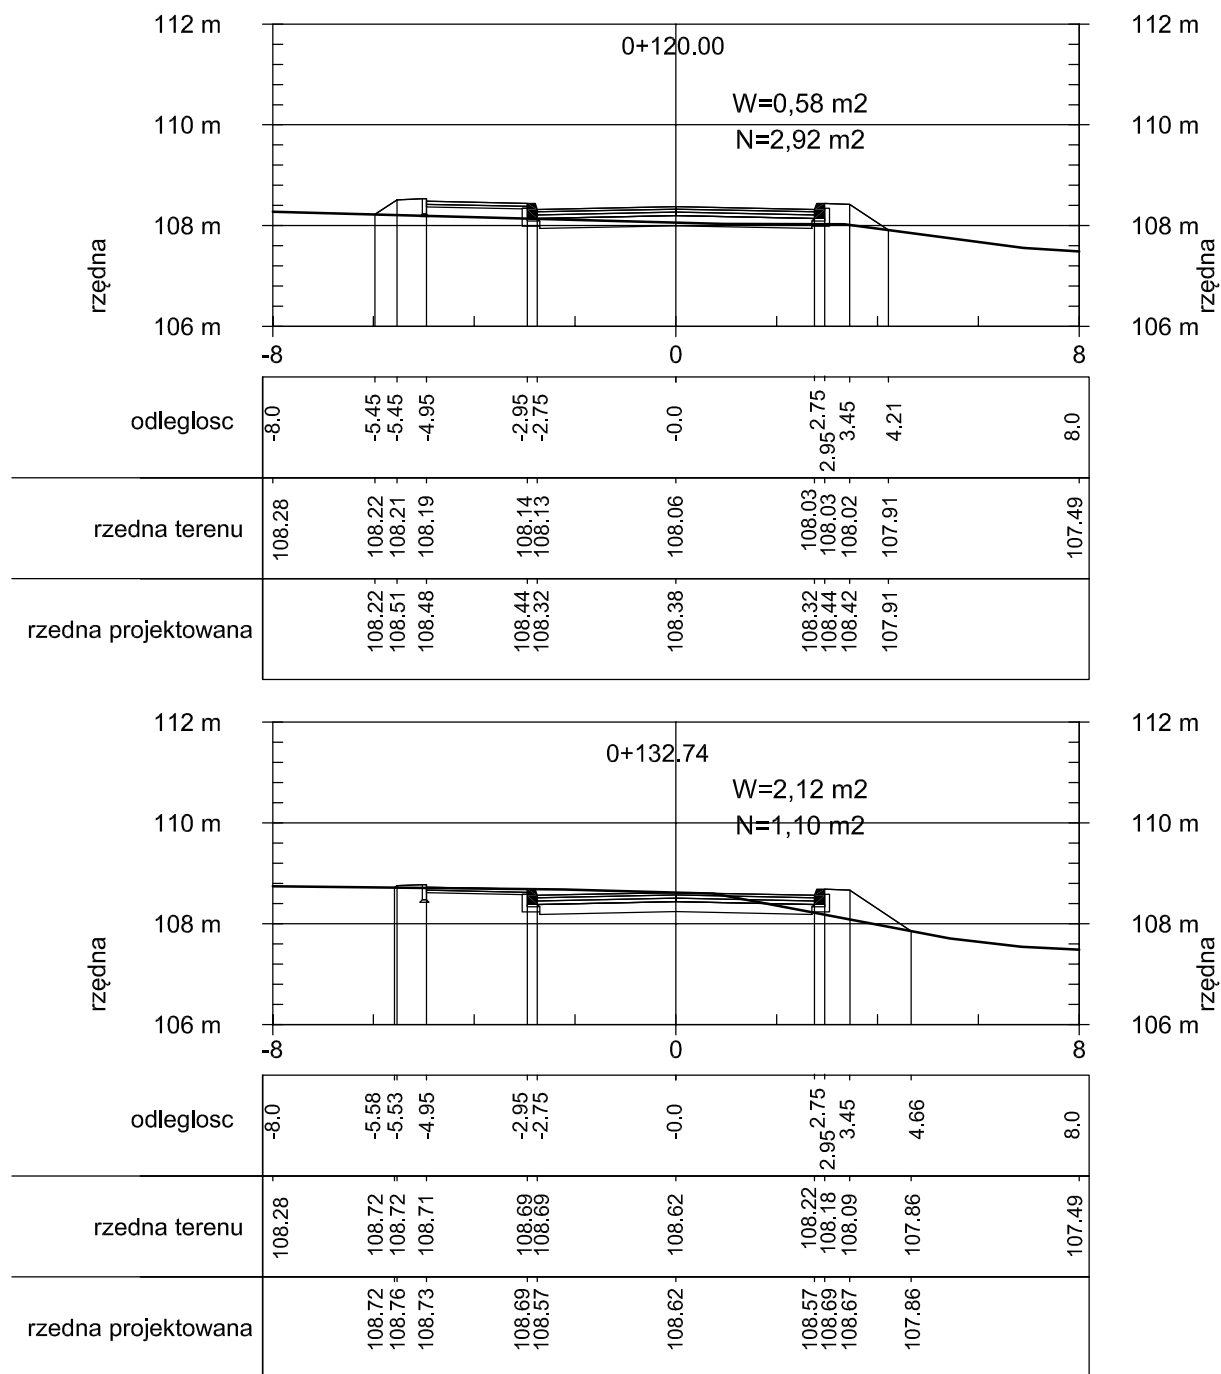 112 m 112 m
0+120.00
W=0,58 m2
110 m 110 m
N=2,92 m2
108 m 108 m
rzędna rzędna
106 m 106 m
-8 0 8
odleglosc -8.0 -5.45 -5.45 -4.95 -2.95 -2.75 -0.0 2.75 2.95 3.45 4.21 8.0
rzedna terenu 108.28 108.22 108.21 108.19 108.14 108.13 108.06 108.03 108.03 108.02 107.91 107.49
rzedna projektowana 108.22 108.51 108.48 108.44 108.32 108.38 108.32 108.44 108.42 107.91
112 m 112 m
0+132.74
W=2,12 m2
110 m 110 m
N=1,10 m2
108 m 108 m
rzędna rzędna
106 m 106 m
-8 0 8
odleglosc -8.0 -5.58 -5.53 -4.95 -2.95 -2.75 -0.0 2.75 2.95 3.45 4.66 8.0
rzedna terenu 108.28 108.72 108.72 108.71 108.69 108.69 108.62 108.22 108.18 108.09 107.86 107.49
rzedna projektowana 108.72 108.76 108.73 108.69 108.57 108.62 108.57 108.69 108.67 107.86